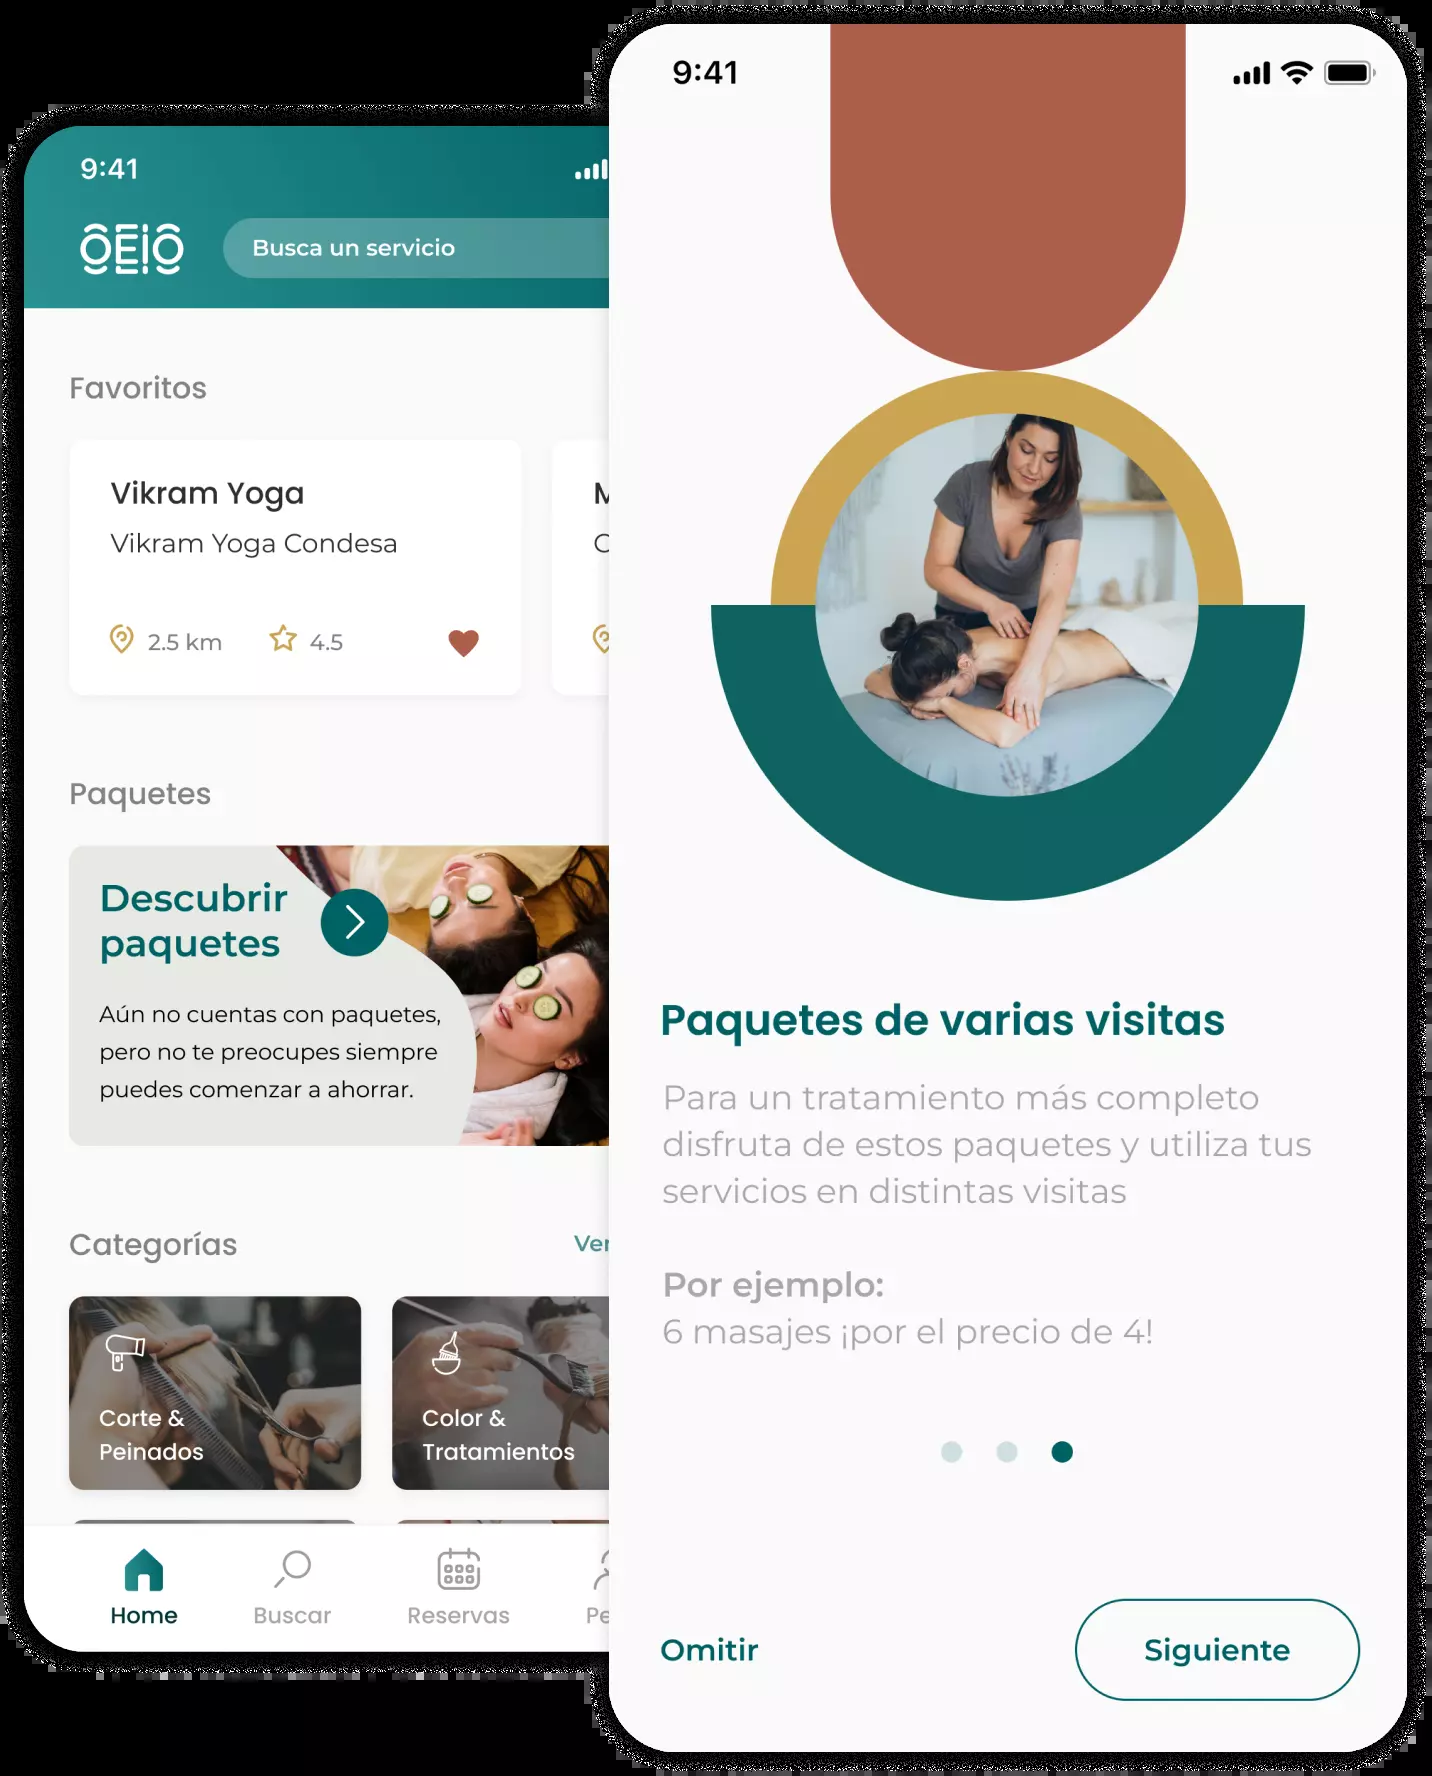 9:41
OEIO
Busca un servicio
Favoritos
Vikram Yoga
Vikram Yoga Condesa
2.5 km
4.5
Paquetes
Descubrir
paquetes
Aún no cuentas con paquetes,
pero no te preocupes siempre
puedes comenzar a ahorrar.
Categorías
Ver
Corte &
Peinados
Color &
Tratamientos
Home
Buscar
Reservas
9:41
Paquetes de varias visitas
Para un tratamiento más completo
disfruta de estos paquetes y utiliza tus
servicios en distintas visitas
Por ejemplo:
6 masajes ¡por el precio de 4!
Omitir
Siguiente